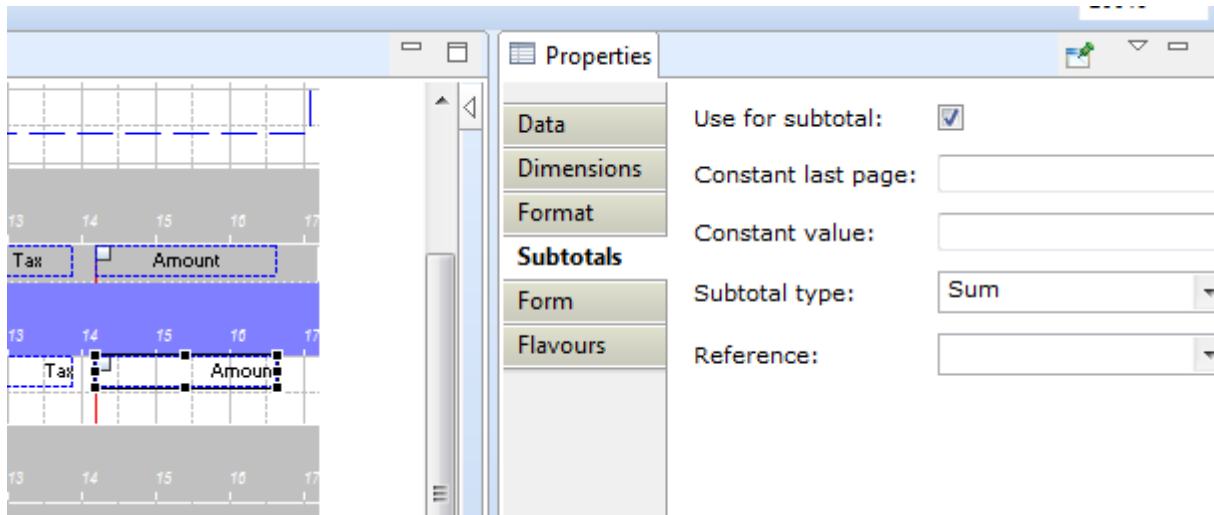 Properties
Data
Dimensions
Format
Subtotals
Form
Flavours
Use for subtotal:
Constant last page:
Constant value:
Subtotal type: Sum
Reference:
13 14 15 16 17
Tax Amount
13 14 15 16 17
Tax Amoun
13 14 15 16 17